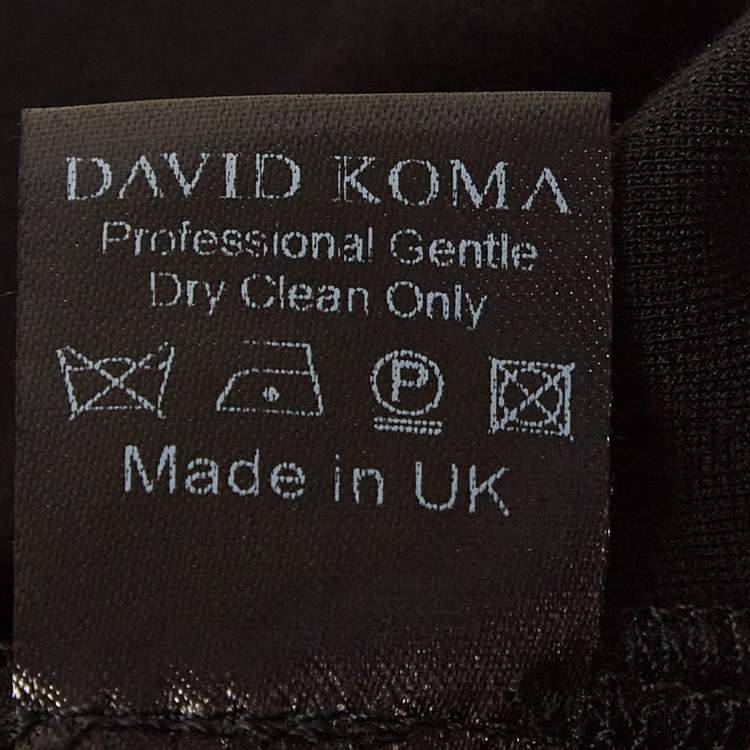 DAVID KOMA
Professional Gentle
Dry Clean Only
P
Made in UK